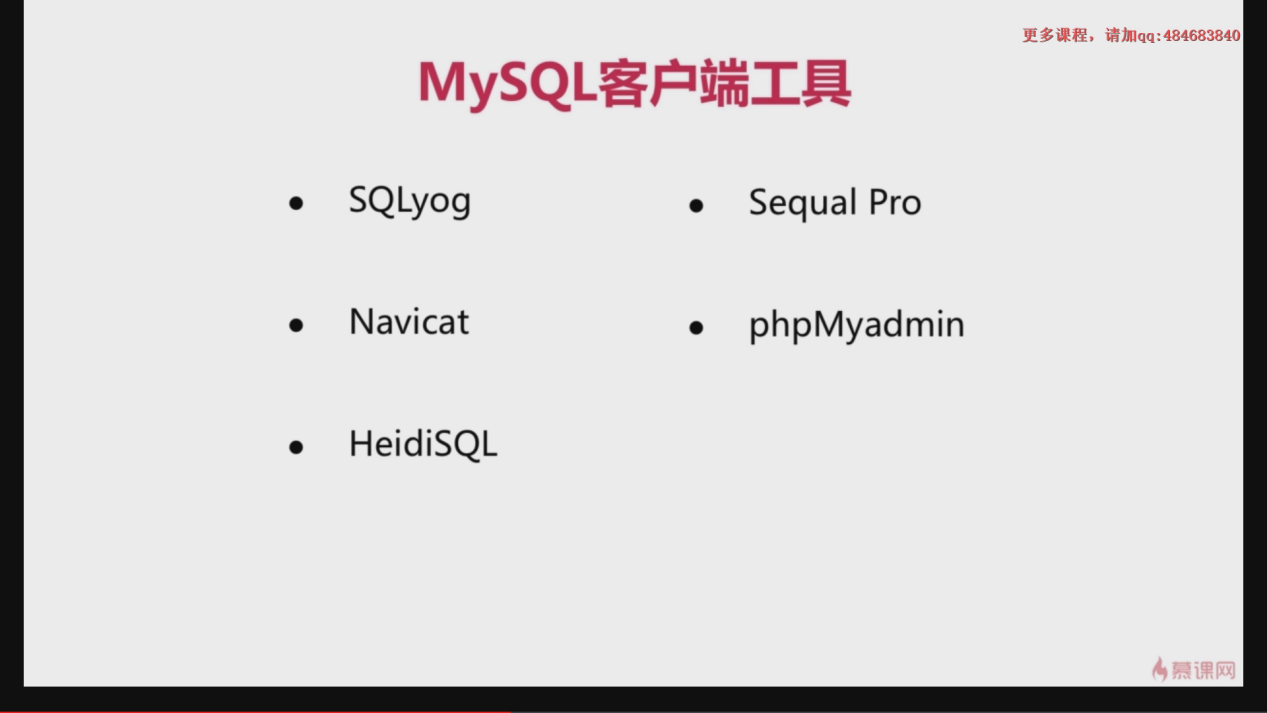 更多课程，请加qq:484683840
MySQL客户端工具
● SQLyog
● Navicat
● HeidiSQL
● Sequal Pro
● phpMyadmin
慕课网